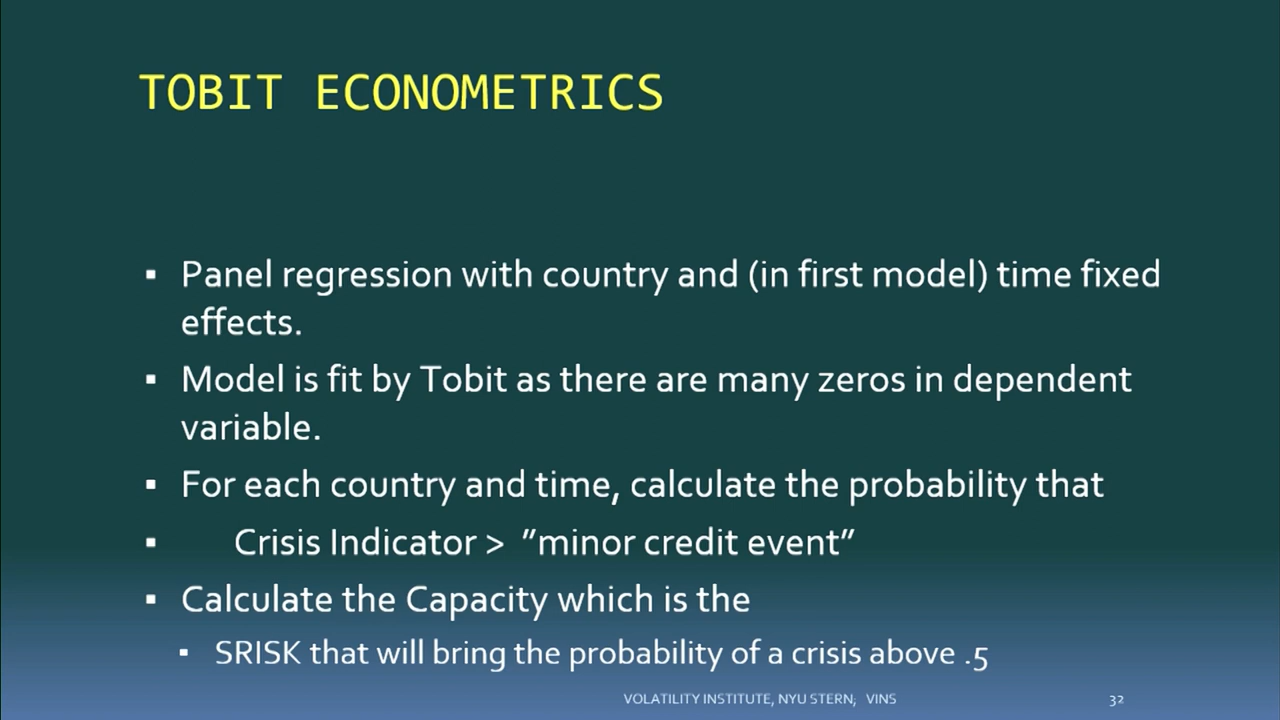 TOBIT ECONOMETRICS
▪ Panel regression with country and (in first model) time fixed
effects.
▪ Model is fit by Tobit as there are many zeros in dependent
variable.
▪ For each country and time, calculate the probability that
▪ Crisis Indicator > ”minor credit event”
▪ Calculate the Capacity which is the
▪ SRISK that will bring the probability of a crisis above .5
VOLATILITY INSTITUTE, NYU STERN; VINS 32